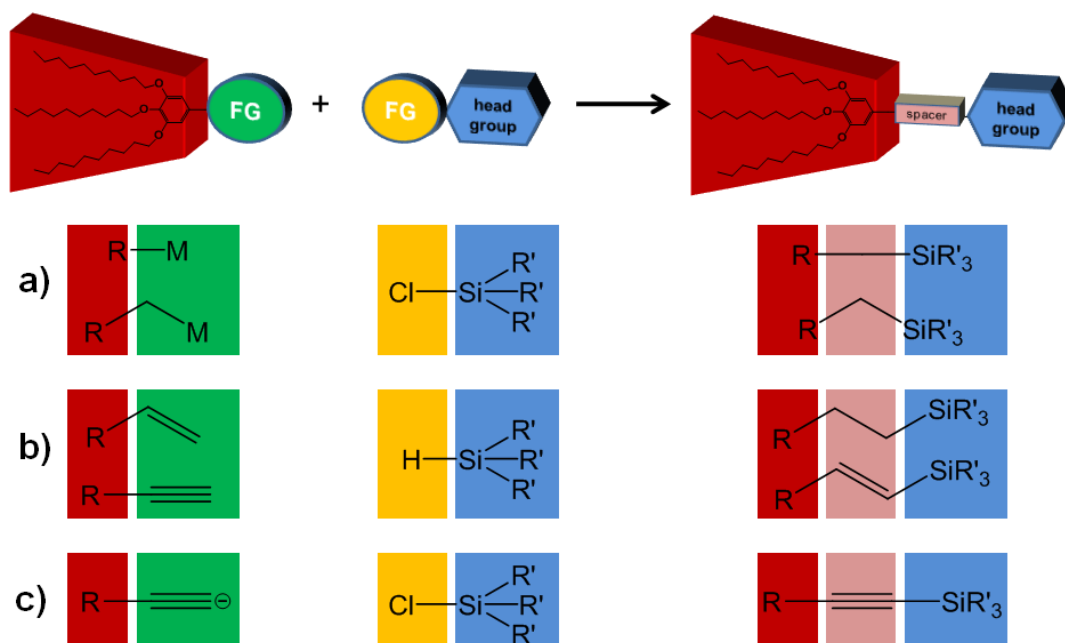 O
O
O
FG
+
FG
head
group
O
O
O
spacer
head
group
a)
R
M
R
M
Cl
Si
R'
R'
R'
R
SiR'3
R
SiR'3
b)
R
R
H
Si
R'
R'
R'
R
SiR'3
R
SiR'3
c)
R
⊖
Cl
Si
R'
R'
R'
R
SiR'3